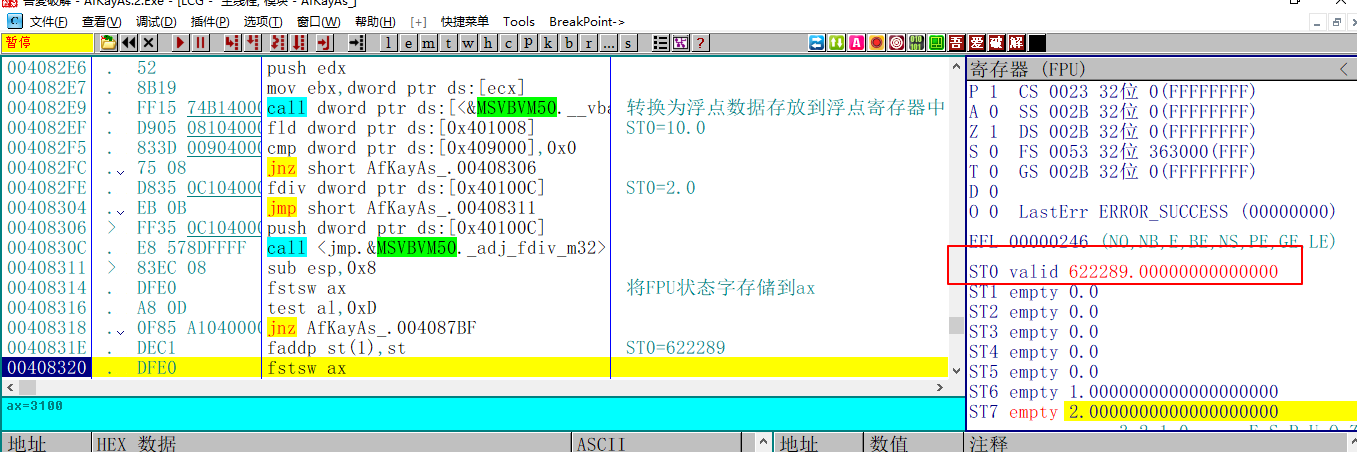 吾爱破解 - AfKayAs.2.Exe - [LCG - 主线程, 模块 - AfKayAs_]
C 文件(F) 查看(V) 调试(D) 插件(P) 选项(T) 窗口(W) 帮助(H) [+] 快捷菜单 Tools BreakPoint->
暂停 l e m t w h c p k b r ... s ? A 吾 爱 破 解
004082E6 . 52 push edx
004082E7 . 8B19 mov ebx,dword ptr ds:[ecx]
004082E9 . FF15 74B14000 call dword ptr ds:[<&MSVBVM50.__vba 转换为浮点数据存放到浮点寄存器中
004082EF . D905 08104000 fld dword ptr ds:[0x401008] ST0=10.0
004082F5 . 833D 00904000 cmp dword ptr ds:[0x409000],0x0
004082FC .. 75 08 jnz short AfKayAs_.00408306
004082FE . D835 0C104000 fdiv dword ptr ds:[0x40100C] ST0=2.0
00408304 .. EB 0B jmp short AfKayAs_.00408311
00408306 > FF35 0C104000 push dword ptr ds:[0x40100C]
0040830C . E8 578DFFFF call <jmp.&MSVBVM50._adj_fdiv_m32>
00408311 > 83EC 08 sub esp,0x8
00408314 . DFE0 fstsw ax 将FPU状态字存储到ax
00408316 . A8 0D test al,0xD
00408318 .. 0F85 A1040000 jnz AfKayAs_.004087BF
0040831E . DEC1 faddp st(1),st ST0=622289
00408320 . DFE0 fstsw ax
ax=3100
地址 HEX 数据 ASCII 地址 数值 注释
寄存器 (FPU) <
P 1 CS 0023 32位 0(FFFFFFFF)
A 0 SS 002B 32位 0(FFFFFFFF)
Z 1 DS 002B 32位 0(FFFFFFFF)
S 0 FS 0053 32位 363000(FFF)
T 0 GS 002B 32位 0(FFFFFFFF)
D 0
O 0 LastErr ERROR_SUCCESS (00000000)
EFL 00000246 (NO,NB,E,BE,NS,PE,GE,LE)
ST0 valid 622289.00000000000000
ST1 empty 0.0
ST2 empty 0.0
ST3 empty 0.0
ST4 empty 0.0
ST5 empty 0.0
ST6 empty 1.0000000000000000000
ST7 empty 2.0000000000000000000
3 2 1 0 E S P U O Z